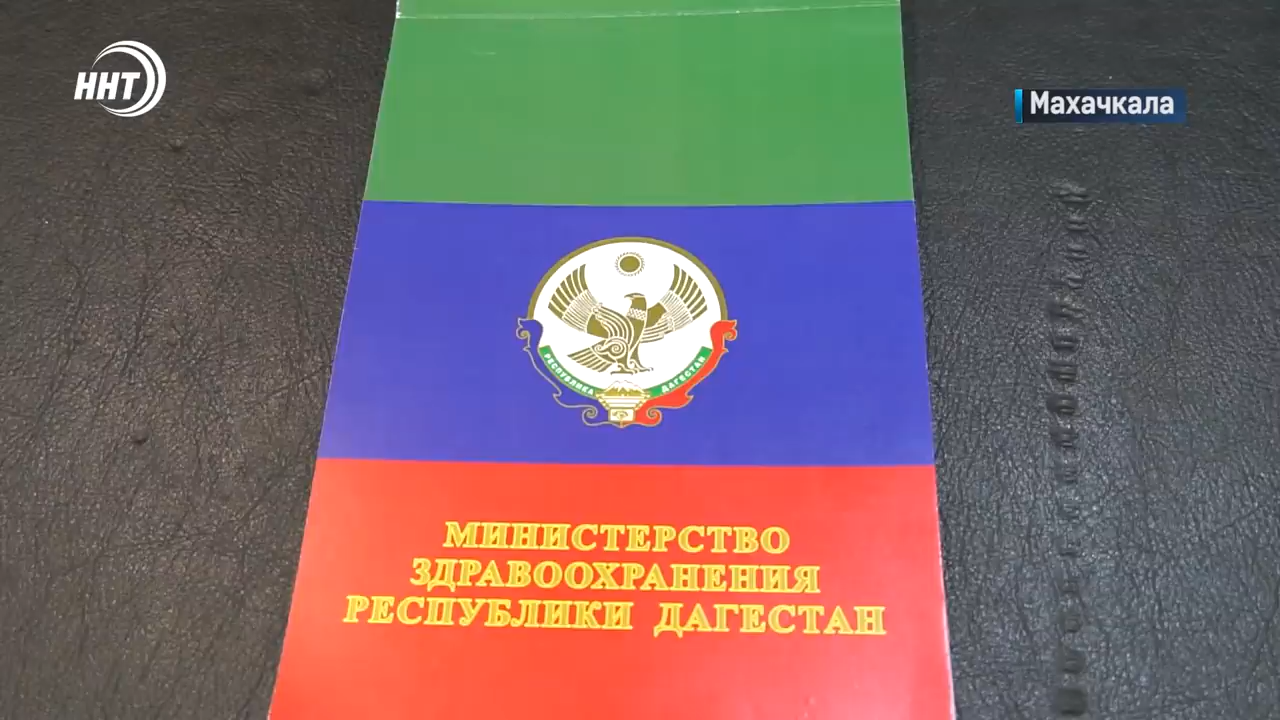 ННТ
Махачкала
РЕСПУБЛИКА ДАГЕСТАН
МИНИСТЕРСТВО
ЗДРАВООХРАНЕНИЯ
РЕСПУБЛИКИ ДАГЕСТАН